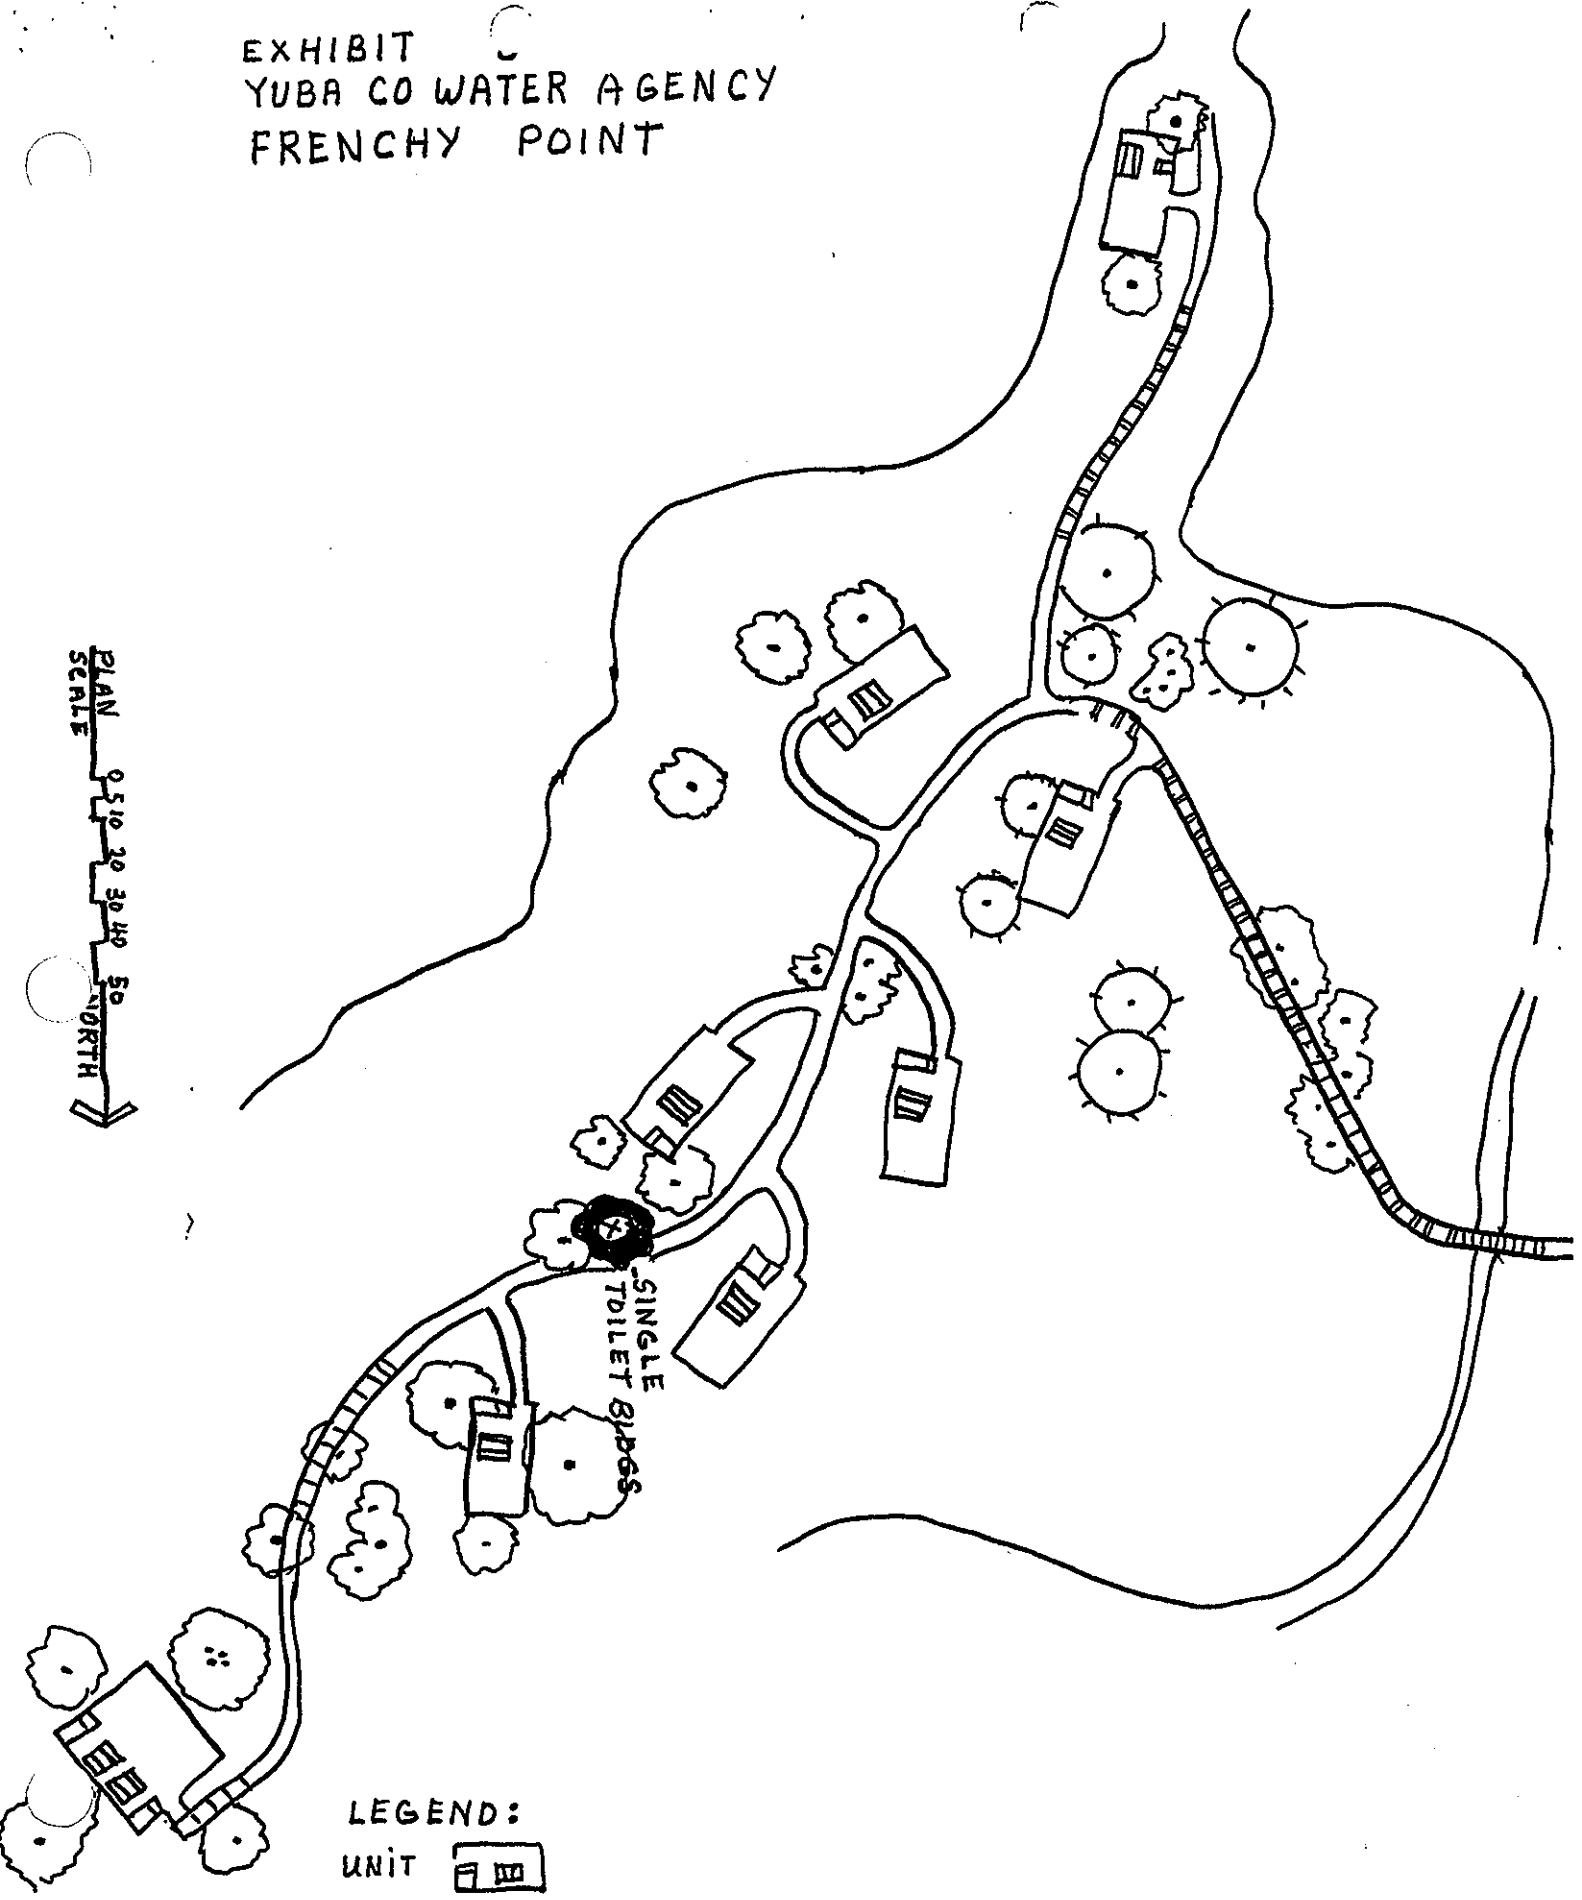 EXHIBIT
YUBA CO WATER AGENCY
FRENCHY POINT
PLAN
SCALE
0 5 10 20 30 40 50
NORTH
SINGLE
TOILET BLDGS
LEGEND:
UNIT